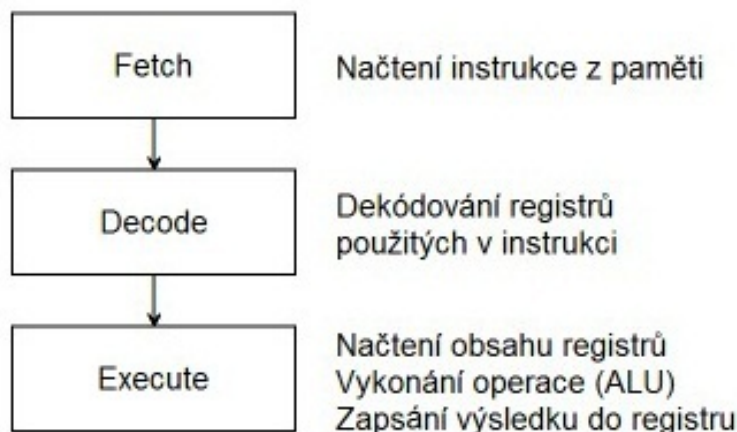 Fetch
Načtení instrukce z paměti
Decode
Dekódování registrů
použitých v instrukci
Execute
Načtení obsahu registrů
Vykonání operace (ALU)
Zapsání výsledku do registru